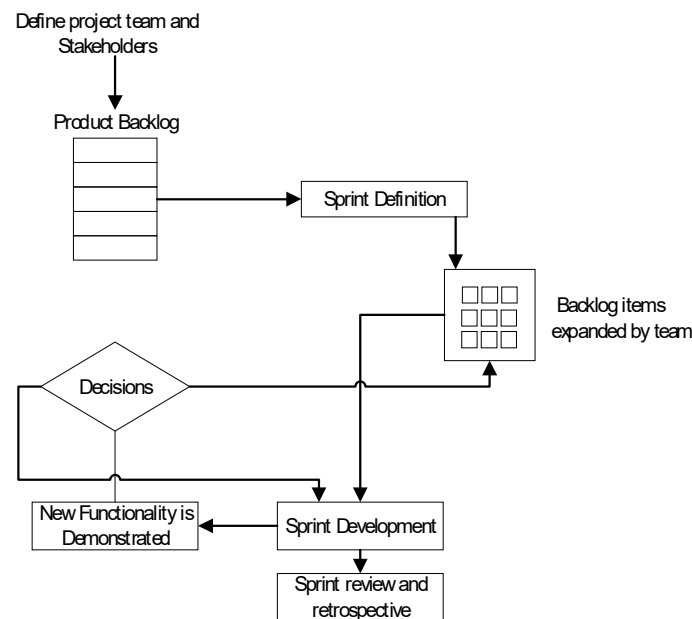 Define project team and
Stakeholders
Product Backlog
Sprint Definition
Backlog items
expanded by team
Decisions
New Functionality is
Demonstrated
Sprint Development
Sprint review and
retrospective